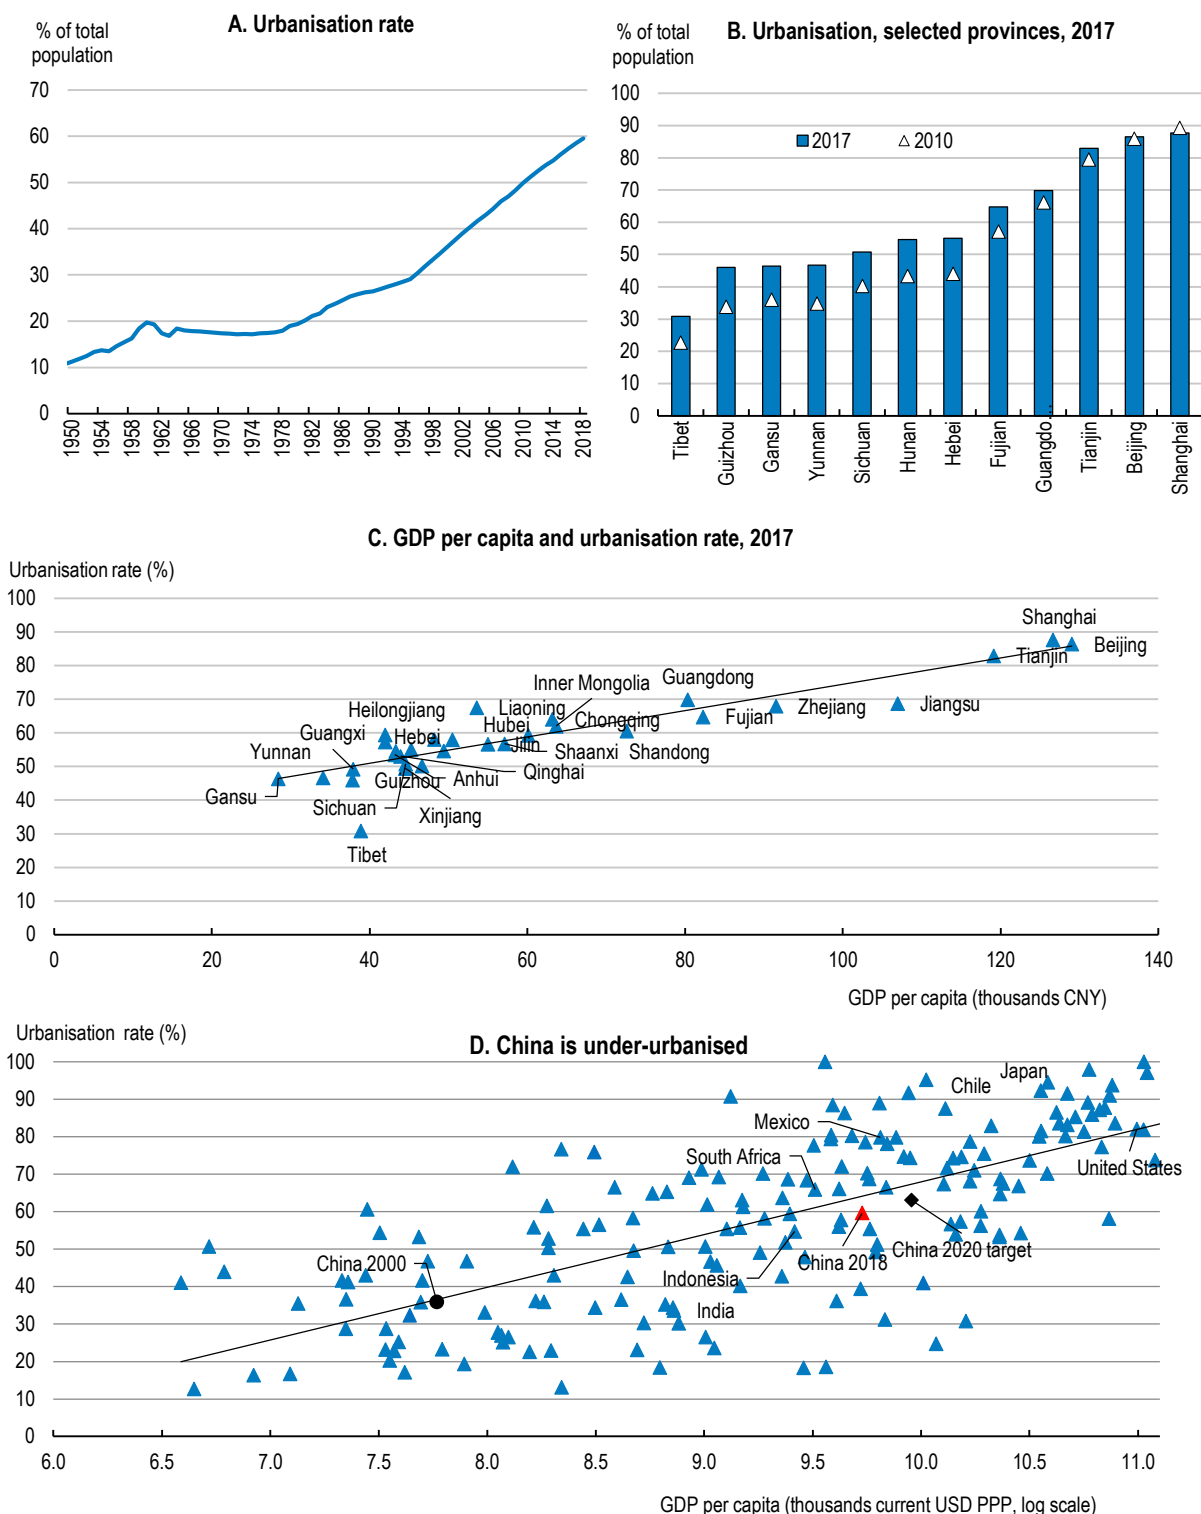 A. Urbanisation rate
% of total
population
70
60
50
40
30
20
10
0
1950
1954
1958
1962
1966
1970
1974
1978
1982
1986
1990
1994
1998
2002
2006
2010
2014
2018
B. Urbanisation, selected provinces, 2017
% of total
population
100
90
80
70
60
50
40
30
20
10
0
2017
2010
Tibet
Guizhou
Gansu
Yunnan
Sichuan
Hunan
Hebei
Fujian
Guangdo…
Tianjin
Beijing
Shanghai
C. GDP per capita and urbanisation rate, 2017
Urbanisation rate (%)
100
90
80
70
60
50
40
30
20
10
0
Shanghai
Tianjin
Beijing
Guangdong
Inner Mongolia
Liaoning
Zhejiang
Jiangsu
Heilongjiang
Chongqing
Fujian
Guangxi
Hubei
Hebei
Yunnan
Jilin
Shaanxi
Shandong
Gansu
Guizhou
Anhui
Qinghai
Sichuan
Xinjiang
Tibet
0
20
40
60
80
100
120
140
GDP per capita (thousands CNY)
Urbanisation rate (%)
D. China is under-urbanised
100
90
80
70
60
50
40
30
20
10
0
Japan
Chile
Mexico
South Africa
United States
China 2000
China 2020 target
China 2018
Indonesia
India
6.0
7.0
7.5
8.0
8.5
9.0
9.5
10.0
10.5
11.0
GDP per capita (thousands current USD PPP, log scale)